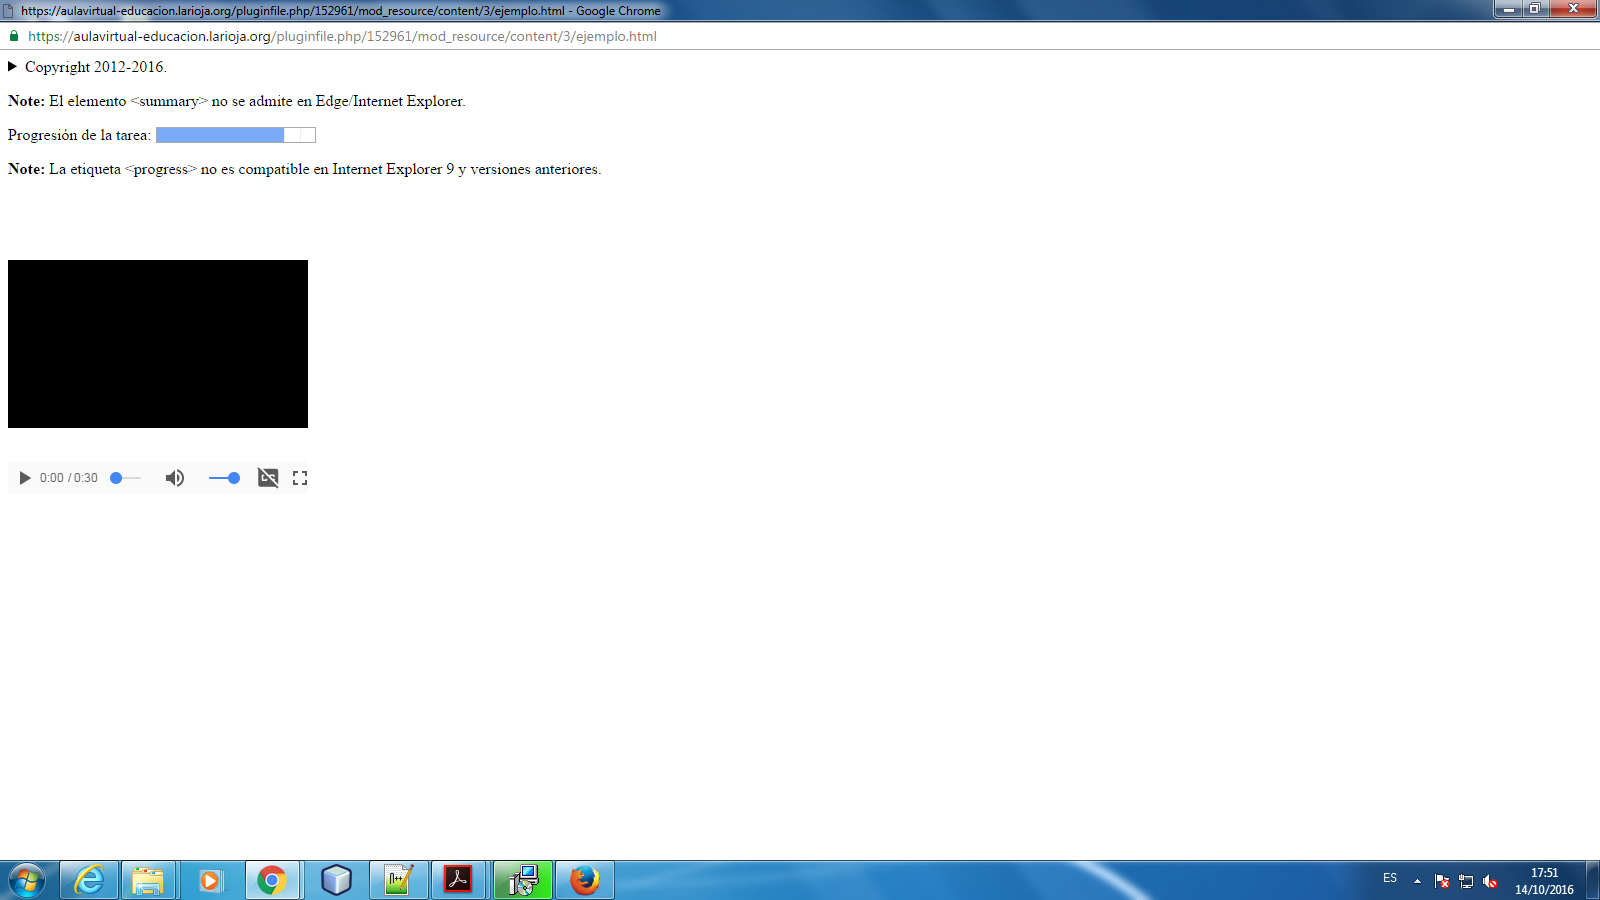 https://aulavirtual-educacion.larioja.org/pluginfile.php/152961/mod_resource/content/3/ejemplo.html - Google Chrome
https://aulavirtual-educacion.larioja.org/pluginfile.php/152961/mod_resource/content/3/ejemplo.html
Copyright 2012-2016.
Note: El elemento <summary> no se admite en Edge/Internet Explorer.
Progresión de la tarea:
Note: La etiqueta <progress> no es compatible en Internet Explorer 9 y versiones anteriores.
0:00 / 0:30
ES
17:51
14/10/2016